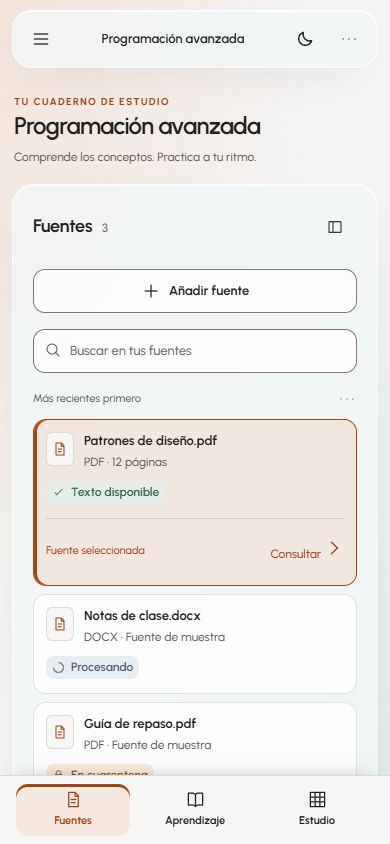 Programación avanzada
TU CUADERNO DE ESTUDIO
Programación avanzada
Comprende los conceptos. Practica a tu ritmo.
Fuentes 3
Añadir fuente
Buscar en tus fuentes
Más recientes primero
Patrones de diseño.pdf
PDF · 12 páginas
Texto disponible
Fuente seleccionada
Consultar
Notas de clase.docx
DOCX · Fuente de muestra
Procesando
Guía de repaso.pdf
PDF · Fuente de muestra
En cuarentena
Fuentes
Aprendizaje
Estudio